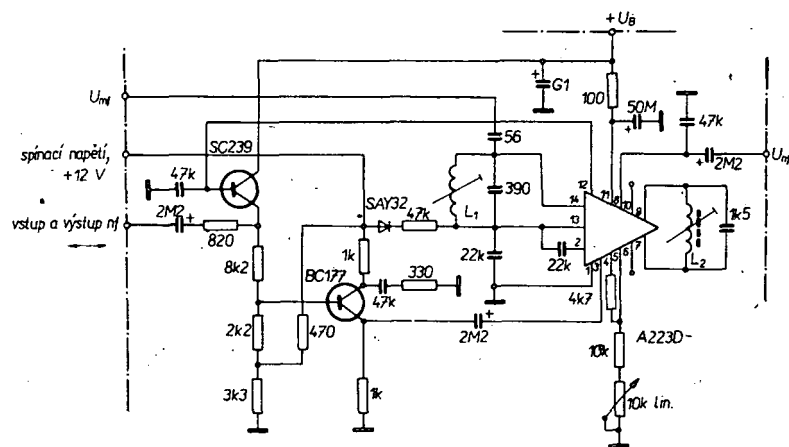 + U_B
U_mf
spínací napětí,
+12 V
vstup a výstup nf
SC239
47k
2M2
+
820
8k2
2k2
3k3
470
BC177
1k
SAY32
47k
47k
330
1k
2M2
+
L1
56
390
22k
22k
+
G1
100
50M
+
47k
2M2
+
12
11
8
10
9
14
13
2
1
3
4
5
6
7
4k7
A223D
10k
10k lin.
L2
1k5